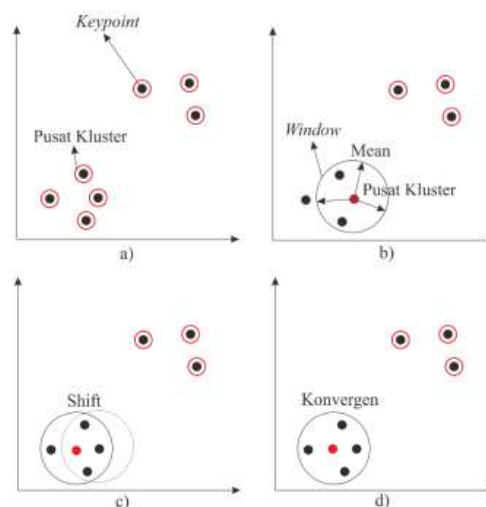 Keypoint
Pusat Kluster
a)
Window
Mean
Pusat Kluster
b)
Shift
c)
Konvergen
d)